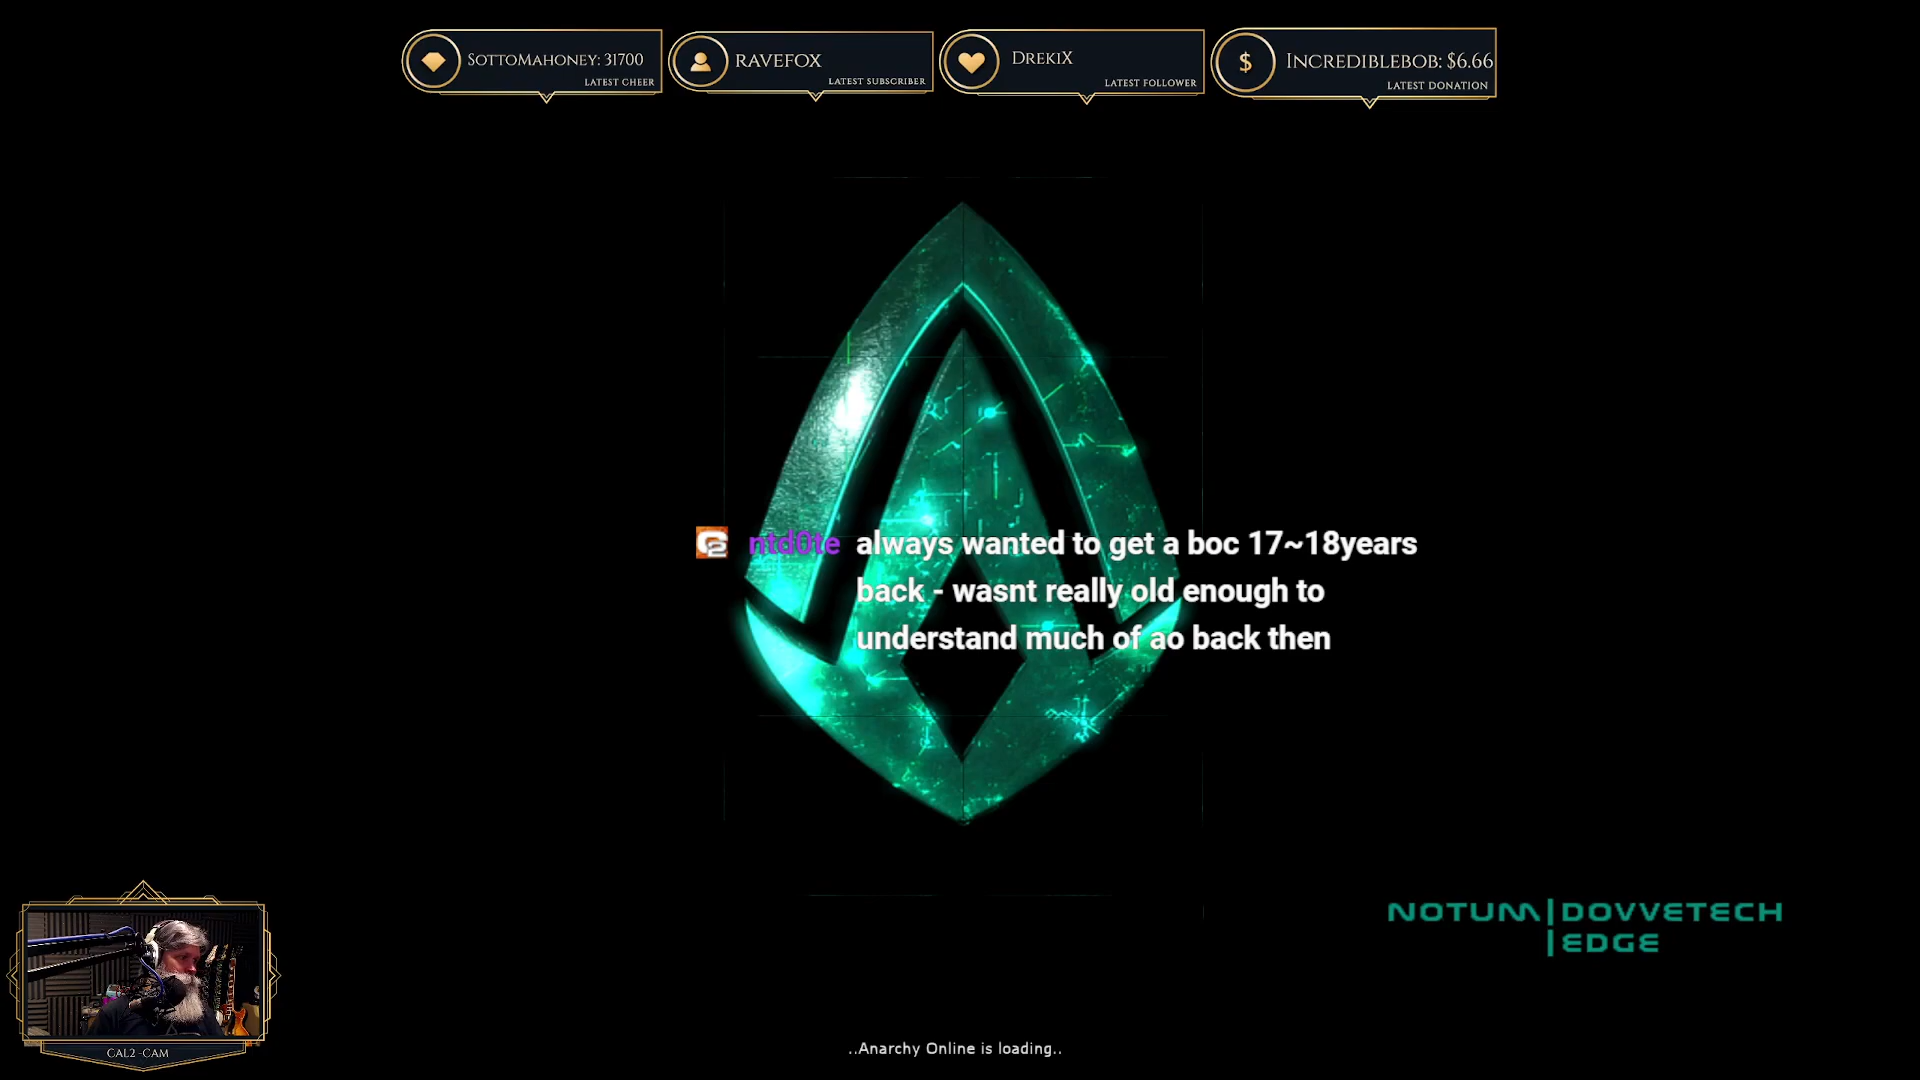 SottoMahoney: 31700
Latest Cheer
ravefox
Latest Subscriber
DrekiX
Latest Follower
Incrediblebob: $6.66
Latest Donation
ntd0te always wanted to get a boc 17~18years
back - wasnt really old enough to
understand much of ao back then
NOTUM DOVVETECH
EDGE
Cal2 -Cam
..Anarchy Online is loading..